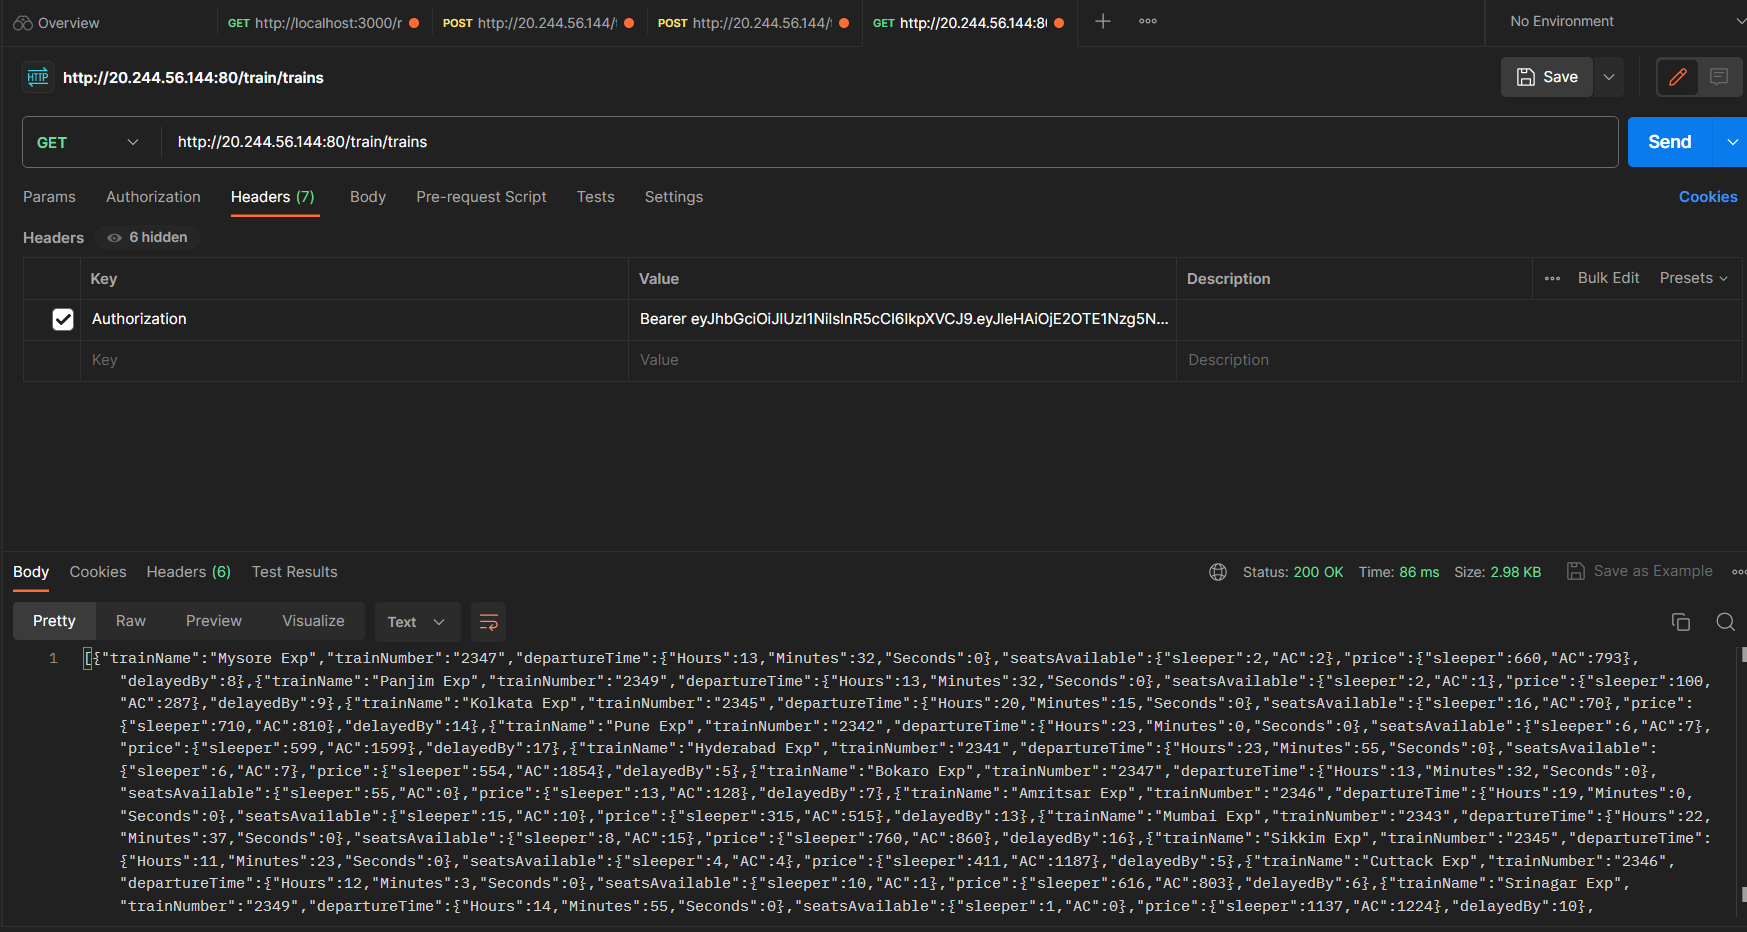 Overview
GET http://localhost:3000/r
POST http://20.244.56.144/
POST http://20.244.56.144/
GET http://20.244.56.144:8
No Environment
HTTP http://20.244.56.144:80/train/trains
Save
GET http://20.244.56.144:80/train/trains
Send
Params Authorization Headers (7) Body Pre-request Script Tests Settings Cookies
Headers 6 hidden
Key Value Description Bulk Edit Presets
Authorization Bearer eyJhbGciOiJIUzI1NiIsInR5cCI6IkpXVCJ9.eyJleHAiOjE2OTE1Nzg5N...
Key Value Description
Body Cookies Headers (6) Test Results Status: 200 OK Time: 86 ms Size: 2.98 KB Save as Example
Pretty Raw Preview Visualize Text
1 [{"trainName":"Mysore Exp","trainNumber":"2347","departureTime":{"Hours":13,"Minutes":32,"Seconds":0},"seatsAvailable":{"sleeper":2,"AC":2},"price":{"sleeper":660,"AC":793},
"delayedBy":8},{"trainName":"Panjim Exp","trainNumber":"2349","departureTime":{"Hours":13,"Minutes":32,"Seconds":0},"seatsAvailable":{"sleeper":2,"AC":1},"price":{"sleeper":100,
"AC":287},"delayedBy":9},{"trainName":"Kolkata Exp","trainNumber":"2345","departureTime":{"Hours":20,"Minutes":15,"Seconds":0},"seatsAvailable":{"sleeper":16,"AC":70},"price":
{"sleeper":710,"AC":810},"delayedBy":14},{"trainName":"Pune Exp","trainNumber":"2342","departureTime":{"Hours":23,"Minutes":0,"Seconds":0},"seatsAvailable":{"sleeper":6,"AC":7},
"price":{"sleeper":599,"AC":1599},"delayedBy":17},{"trainName":"Hyderabad Exp","trainNumber":"2341","departureTime":{"Hours":23,"Minutes":55,"Seconds":0},"seatsAvailable":
{"sleeper":6,"AC":7},"price":{"sleeper":554,"AC":1854},"delayedBy":5},{"trainName":"Bokaro Exp","trainNumber":"2347","departureTime":{"Hours":13,"Minutes":32,"Seconds":0},
"seatsAvailable":{"sleeper":55,"AC":0},"price":{"sleeper":13,"AC":128},"delayedBy":7},{"trainName":"Amritsar Exp","trainNumber":"2346","departureTime":{"Hours":19,"Minutes":0,
"Seconds":0},"seatsAvailable":{"sleeper":15,"AC":10},"price":{"sleeper":315,"AC":515},"delayedBy":13},{"trainName":"Mumbai Exp","trainNumber":"2343","departureTime":{"Hours":22,
"Minutes":37,"Seconds":0},"seatsAvailable":{"sleeper":8,"AC":15},"price":{"sleeper":760,"AC":860},"delayedBy":16},{"trainName":"Sikkim Exp","trainNumber":"2345","departureTime":
{"Hours":11,"Minutes":23,"Seconds":0},"seatsAvailable":{"sleeper":4,"AC":4},"price":{"sleeper":411,"AC":1187},"delayedBy":5},{"trainName":"Cuttack Exp","trainNumber":"2346",
"departureTime":{"Hours":12,"Minutes":3,"Seconds":0},"seatsAvailable":{"sleeper":10,"AC":1},"price":{"sleeper":616,"AC":803},"delayedBy":6},{"trainName":"Srinagar Exp",
"trainNumber":"2349","departureTime":{"Hours":14,"Minutes":55,"Seconds":0},"seatsAvailable":{"sleeper":1,"AC":0},"price":{"sleeper":1137,"AC":1224},"delayedBy":10},